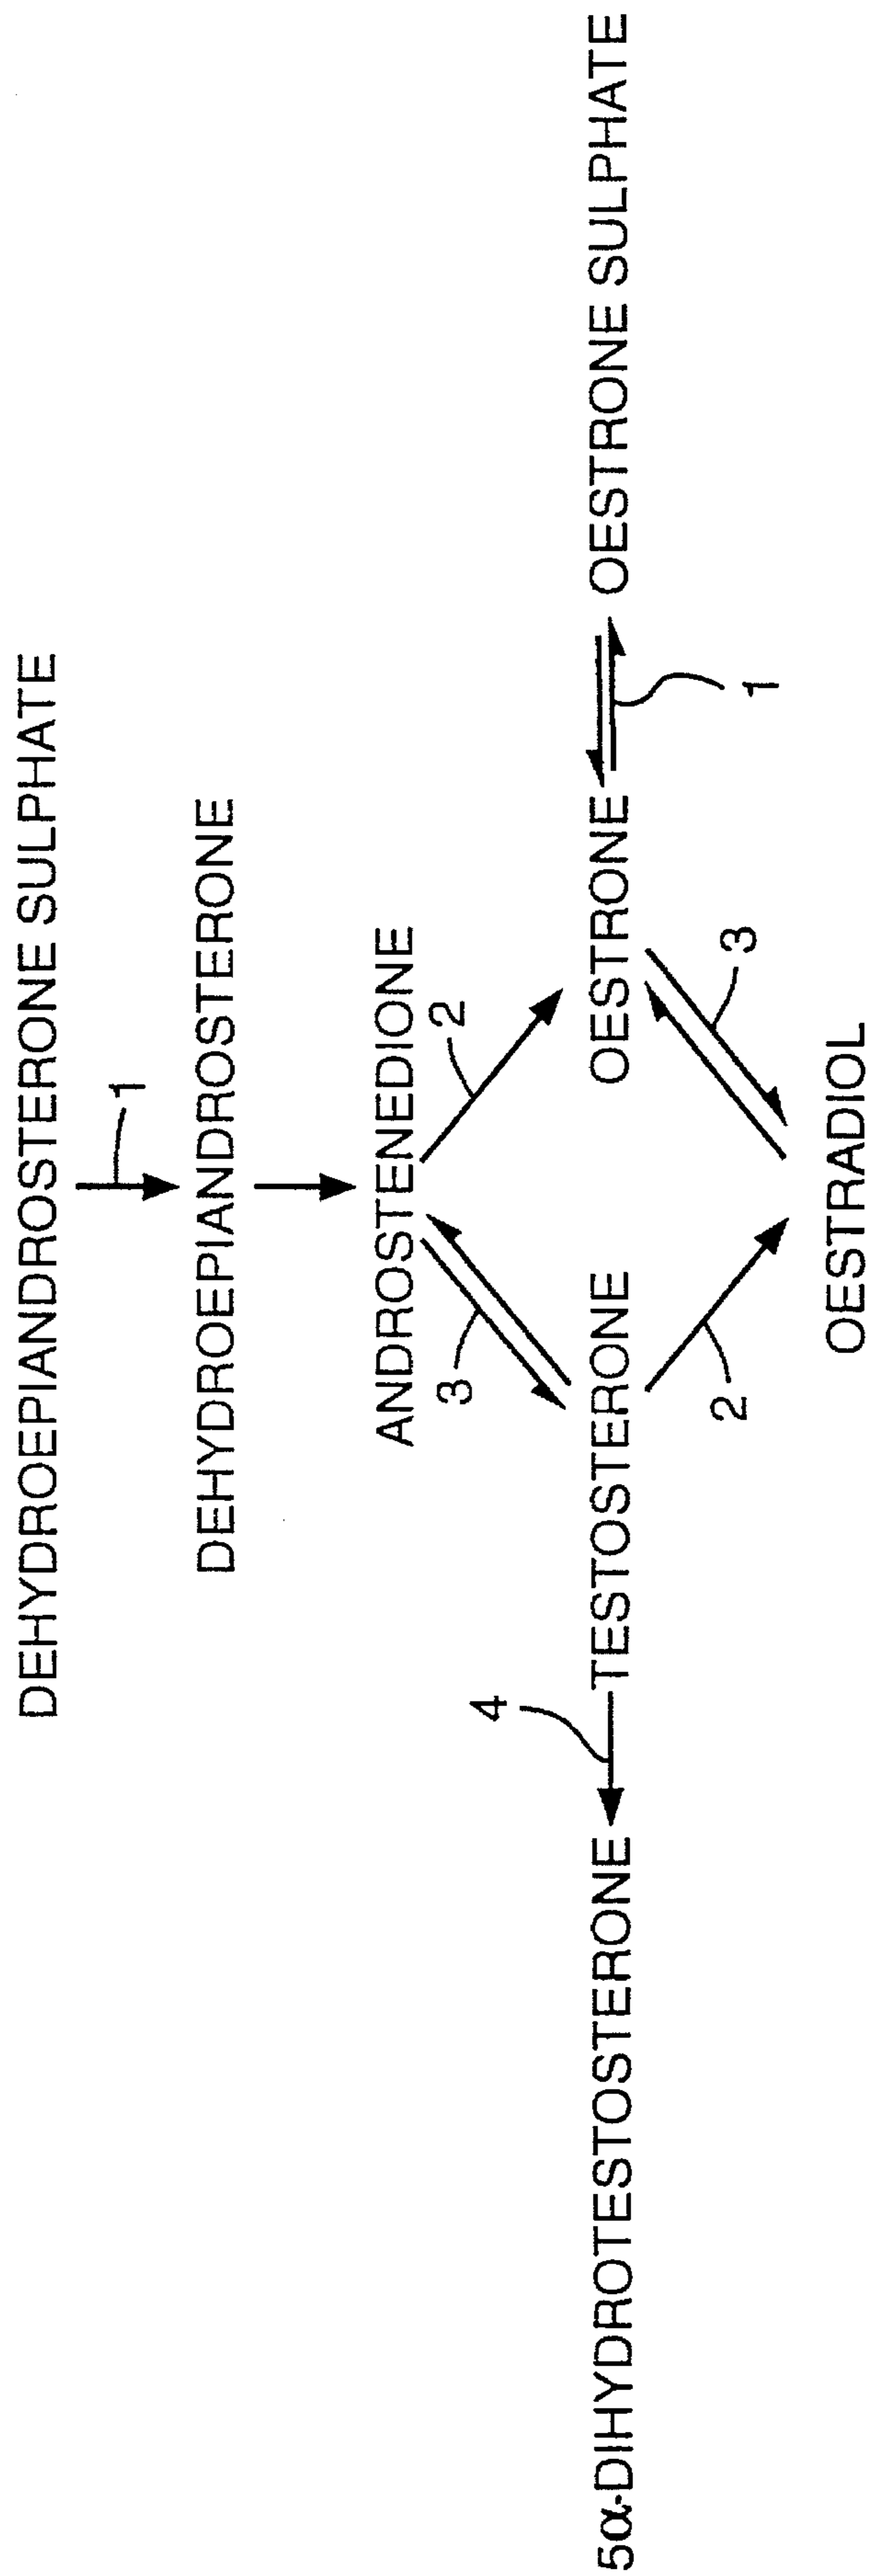 DEHYDROEPIANDROSTERONE SULPHATE
1
DEHYDROEPIANDROSTERONE
ANDROSTENEDIONE
3
2
4
5α-DIHYDROTESTOSTERONE
TESTOSTERONE
OESTRONE
OESTRONE SULPHATE
2
3
1
OESTRADIOL